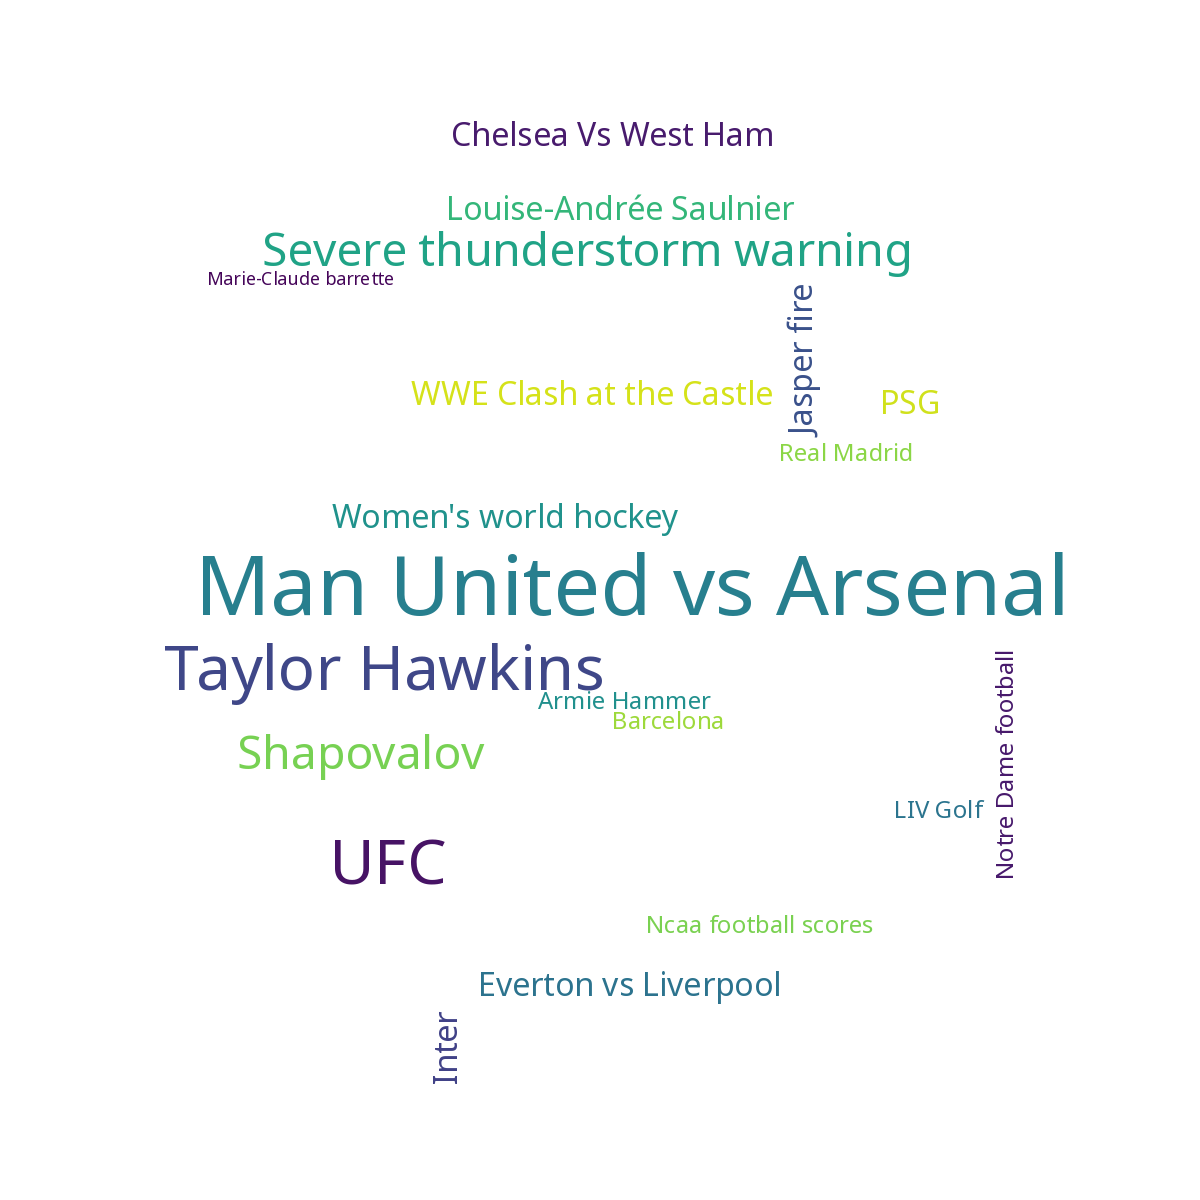 Chelsea Vs West Ham
Louise-Andrée Saulnier
Severe thunderstorm warning
Marie-Claude barrette
Jasper fire
WWE Clash at the Castle
PSG
Real Madrid
Women's world hockey
Man United vs Arsenal
Taylor Hawkins
Armie Hammer
Barcelona
Notre Dame football
Shapovalov
LIV Golf
UFC
Ncaa football scores
Everton vs Liverpool
Inter